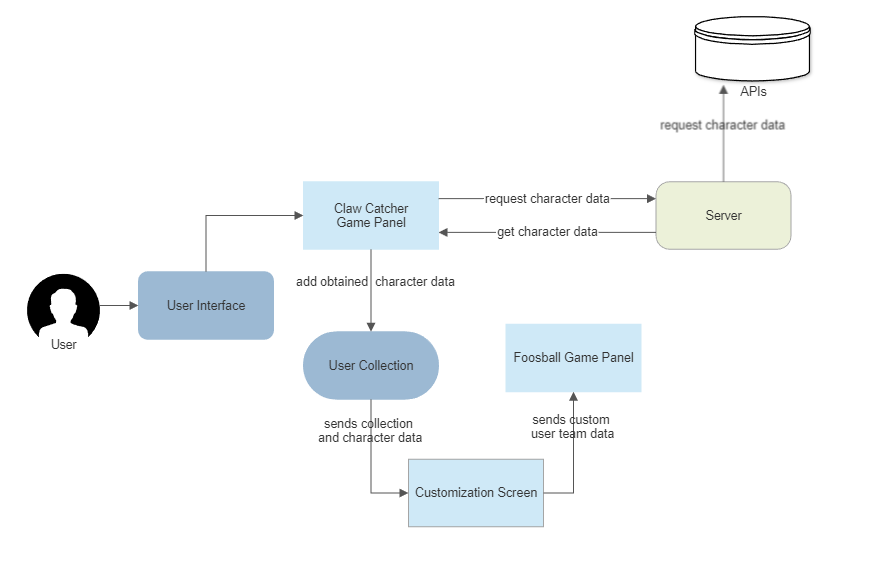 APIs
request character data
Claw Catcher
Game Panel
request character data
Server
get character data
add obtained character data
User Interface
User
User Collection
Foosball Game Panel
sends collection
and character data
sends custom
user team data
Customization Screen